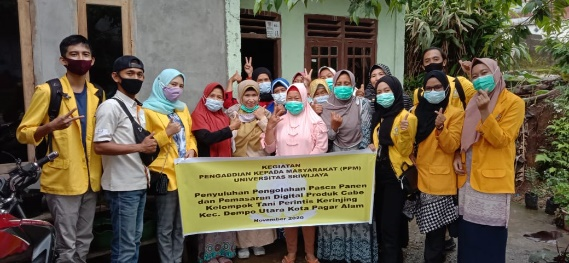 KEGIATAN
PENGABDIAN KEPADA MASYARAKAT (PPM)
UNIVERSITAS SRIWIJAYA
Penyuluhan Pengolahan Pasca Panen
dan Pemasaran Digital Produk Cabe
Kelompok Tani Perintis Kerinjing
Kec. Dempo Utara Kota Pagar Alam
November 2020